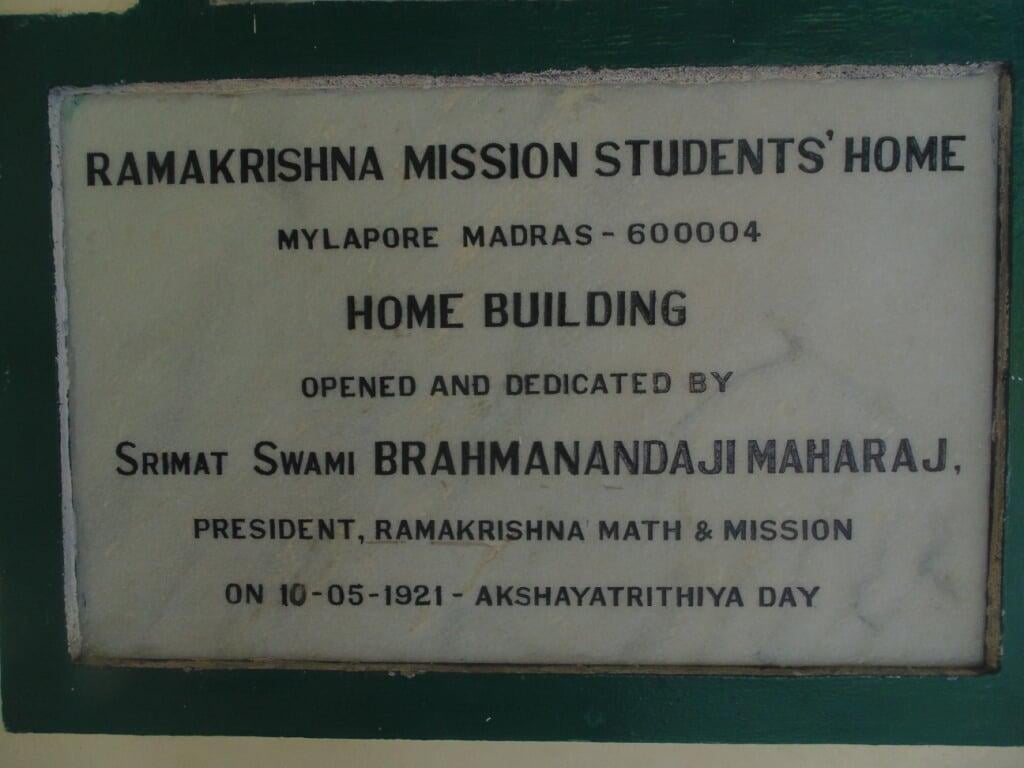 RAMAKRISHNA MISSION STUDENTS' HOME
MYLAPORE MADRAS - 600004
HOME BUILDING
OPENED AND DEDICATED BY
SRIMAT SWAMI BRAHMANANDAJI MAHARAJ,
PRESIDENT, RAMAKRISHNA MATH & MISSION
ON 10-05-1921 - AKSHAYATRITHIYA DAY